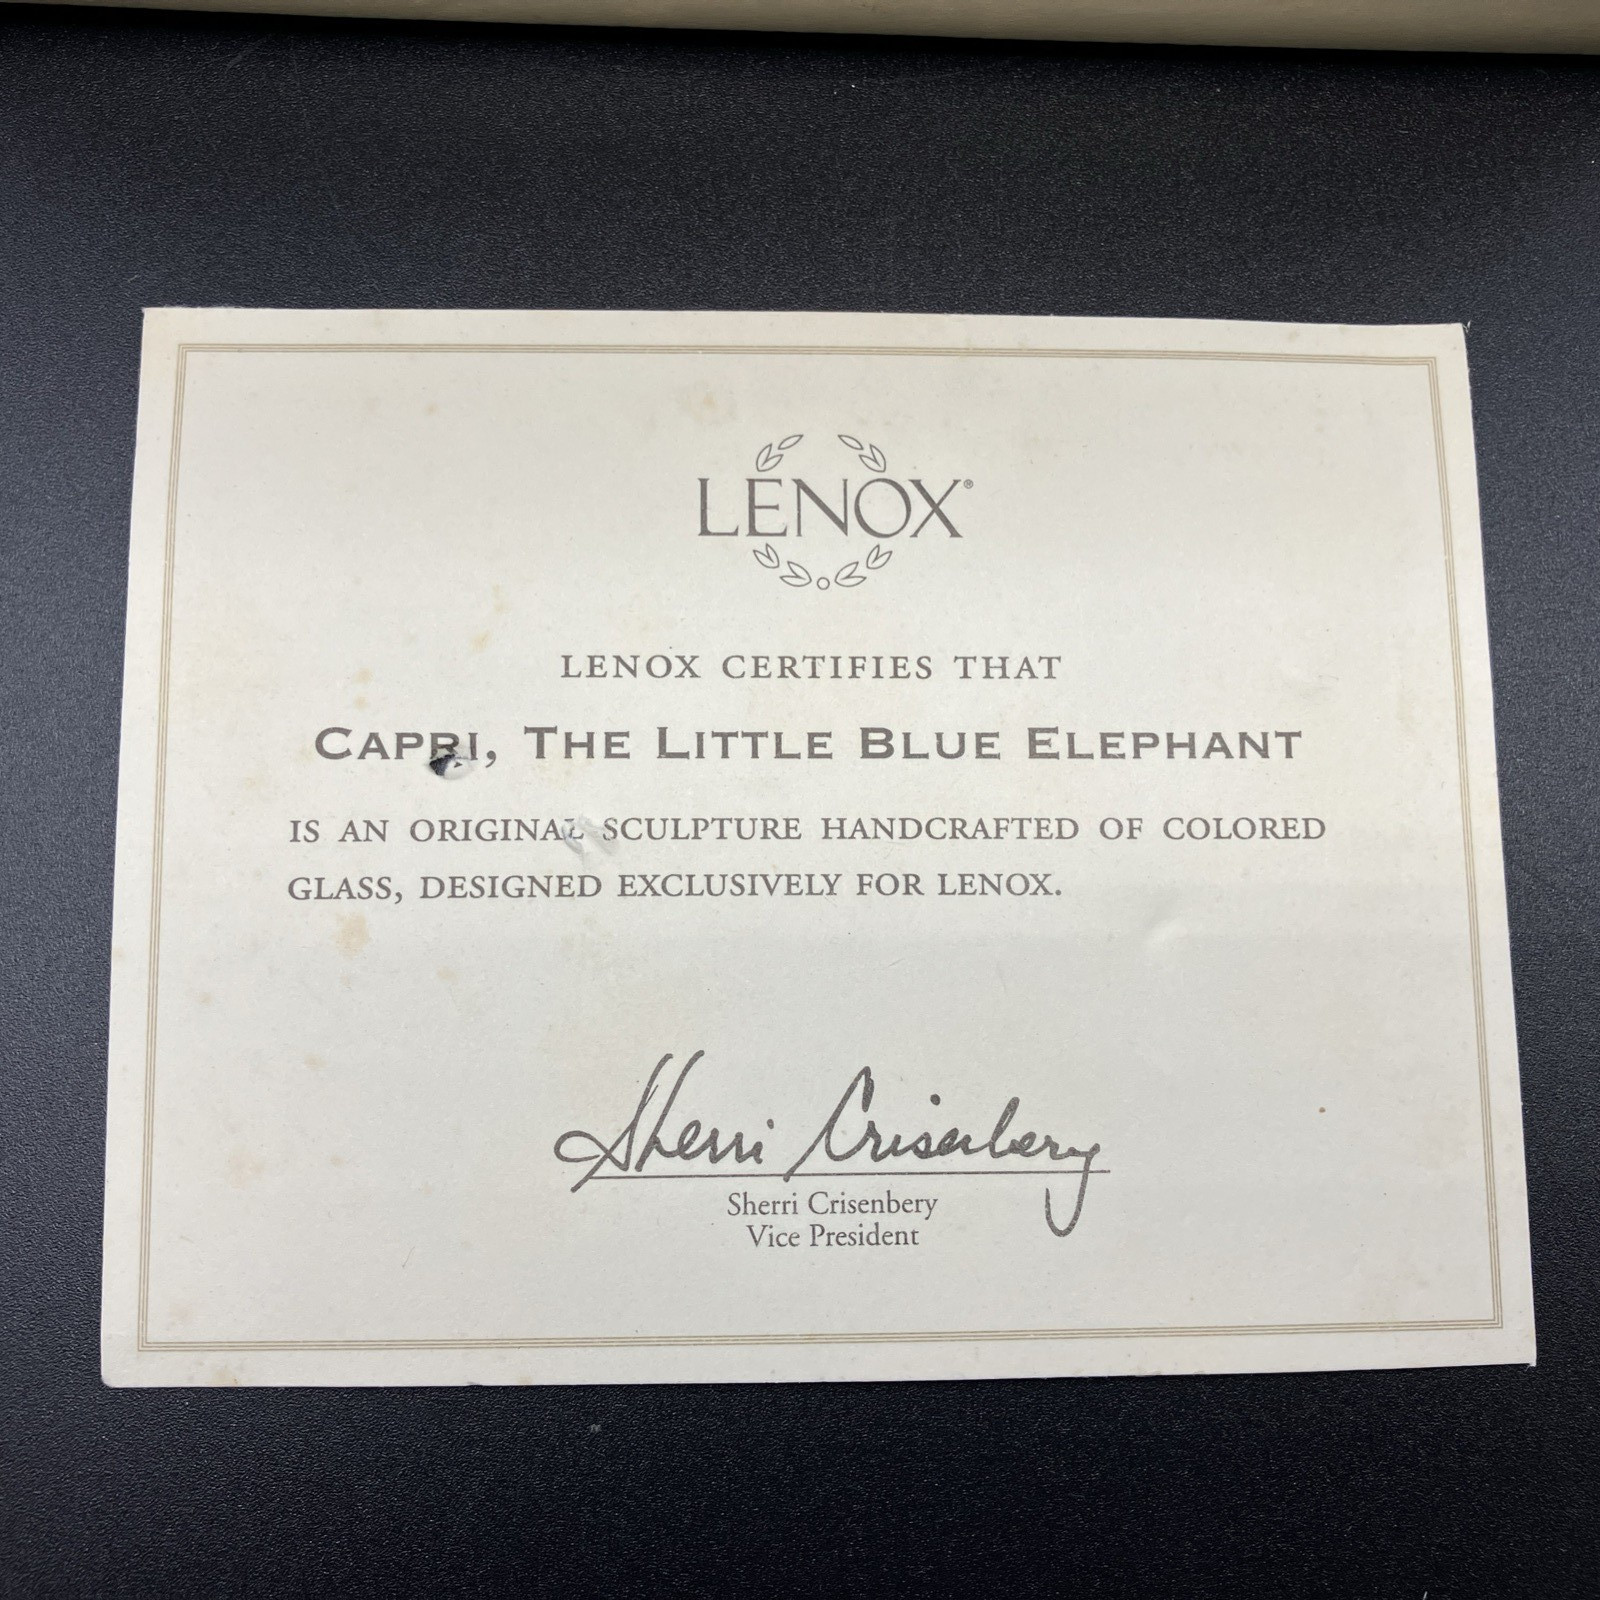 LENOX®
LENOX CERTIFIES THAT
CAPRI, THE LITTLE BLUE ELEPHANT
IS AN ORIGINAL SCULPTURE HANDCRAFTED OF COLORED
GLASS, DESIGNED EXCLUSIVELY FOR LENOX.
Sherri Crisenbery
Sherri Crisenbery
Vice President